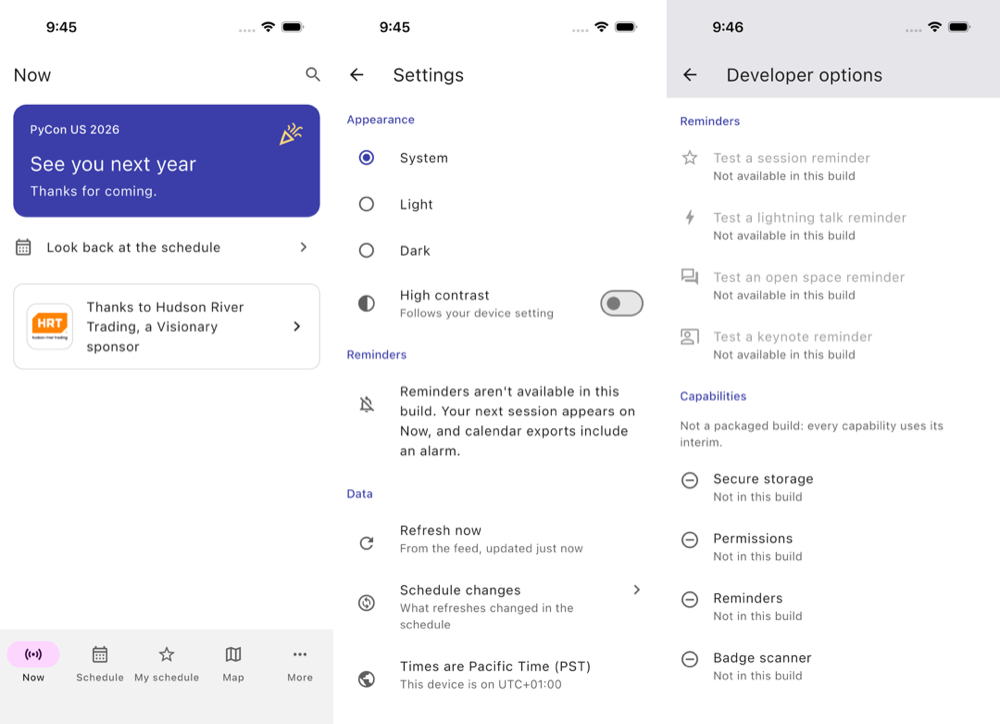 9:45
Now
PyCon US 2026
See you next year
Thanks for coming.
Look back at the schedule
HRT
hudson river trading
Thanks to Hudson River
Trading, a Visionary
sponsor
Now
Schedule
My schedule
Map
More
9:45
Settings
Appearance
System
Light
Dark
High contrast
Follows your device setting
Reminders
Reminders aren't available in this
build. Your next session appears on
Now, and calendar exports include
an alarm.
Data
Refresh now
From the feed, updated just now
Schedule changes
What refreshes changed in the
schedule
Times are Pacific Time (PST)
This device is on UTC+01:00
9:46
Developer options
Reminders
Test a session reminder
Not available in this build
Test a lightning talk reminder
Not available in this build
Test an open space reminder
Not available in this build
Test a keynote reminder
Not available in this build
Capabilities
Not a packaged build: every capability uses its
interim.
Secure storage
Not in this build
Permissions
Not in this build
Reminders
Not in this build
Badge scanner
Not in this build